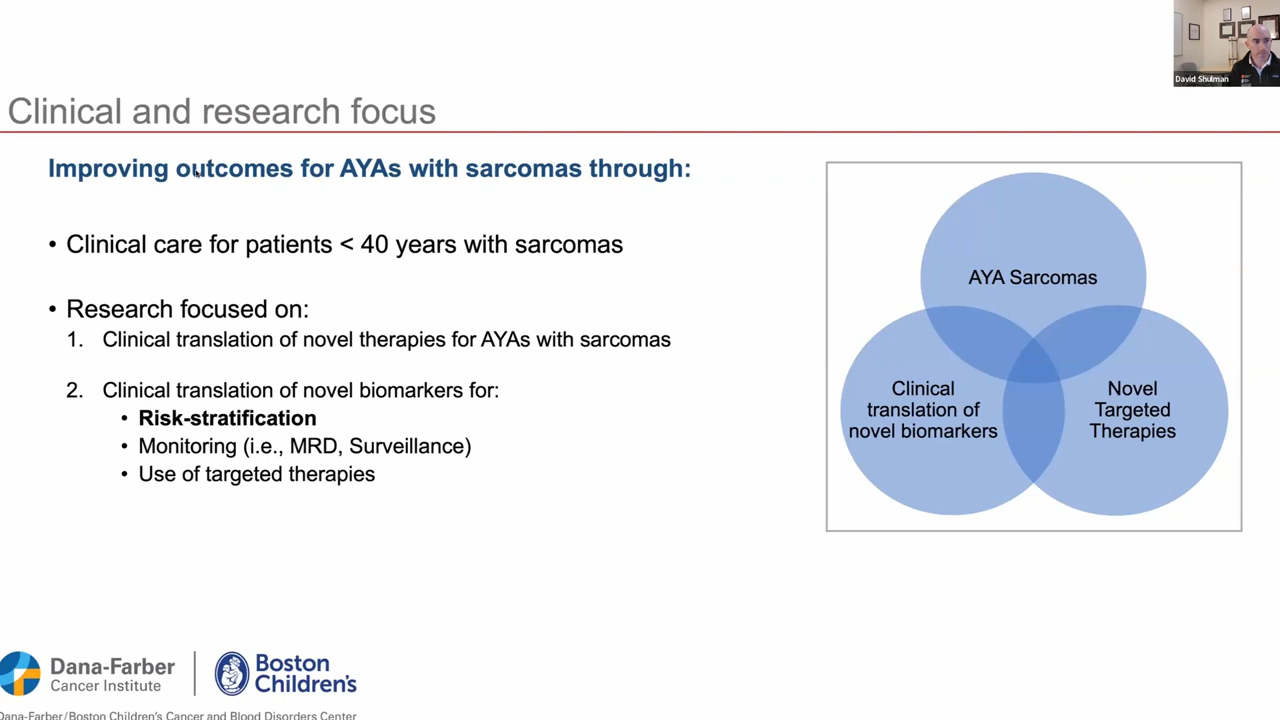 David Shulman
Clinical and research focus
Improving outcomes for AYAs with sarcomas through:
• Clinical care for patients < 40 years with sarcomas
• Research focused on:
1. Clinical translation of novel therapies for AYAs with sarcomas
2. Clinical translation of novel biomarkers for:
• Risk-stratification
• Monitoring (i.e., MRD, Surveillance)
• Use of targeted therapies
AYA Sarcomas
Clinical
translation of
novel biomarkers
Novel
Targeted
Therapies
Dana-Farber
Cancer Institute
Boston
Children's
Dana-Farber/Boston Children's Cancer and Blood Disorders Center